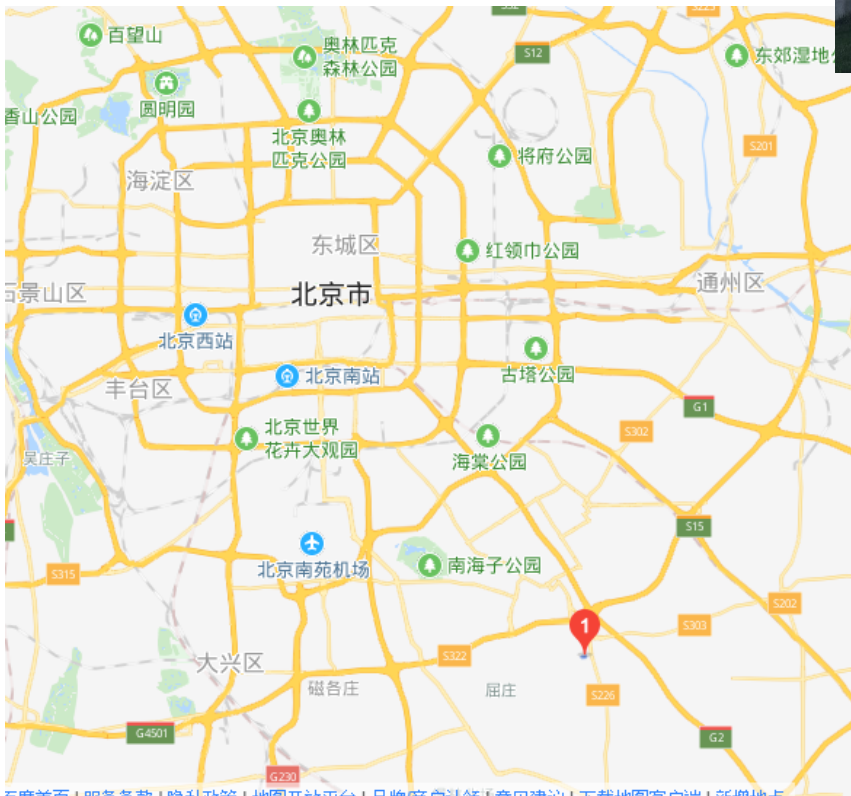 百望山
奥林匹克
森林公园
S12
东郊湿地
圆明园
香山公园
北京奥林
匹克公园
S201
将府公园
海淀区
东城区
红领巾公园
通州区
石景山区
北京市
北京西站
古塔公园
北京南站
丰台区
G1
北京世界
花卉大观园
S302
海棠公园
吴庄子
S15
北京南苑机场
南海子公园
S315
S202
1
S303
大兴区
S322
磁各庄
屈庄
S226
G4501
G2
G230